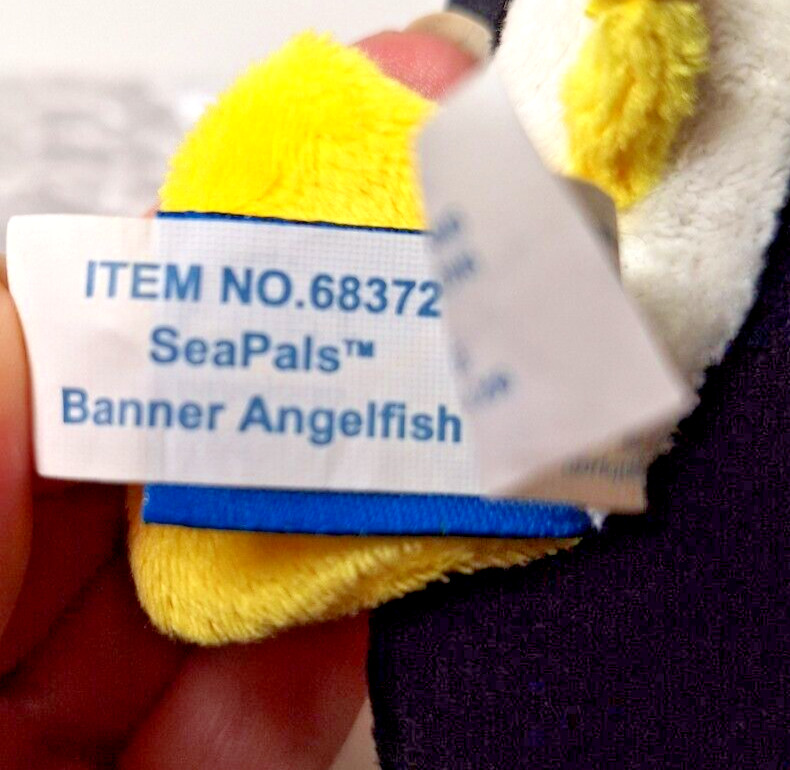 ITEM NO.68372
SeaPals™
Banner Angelfish